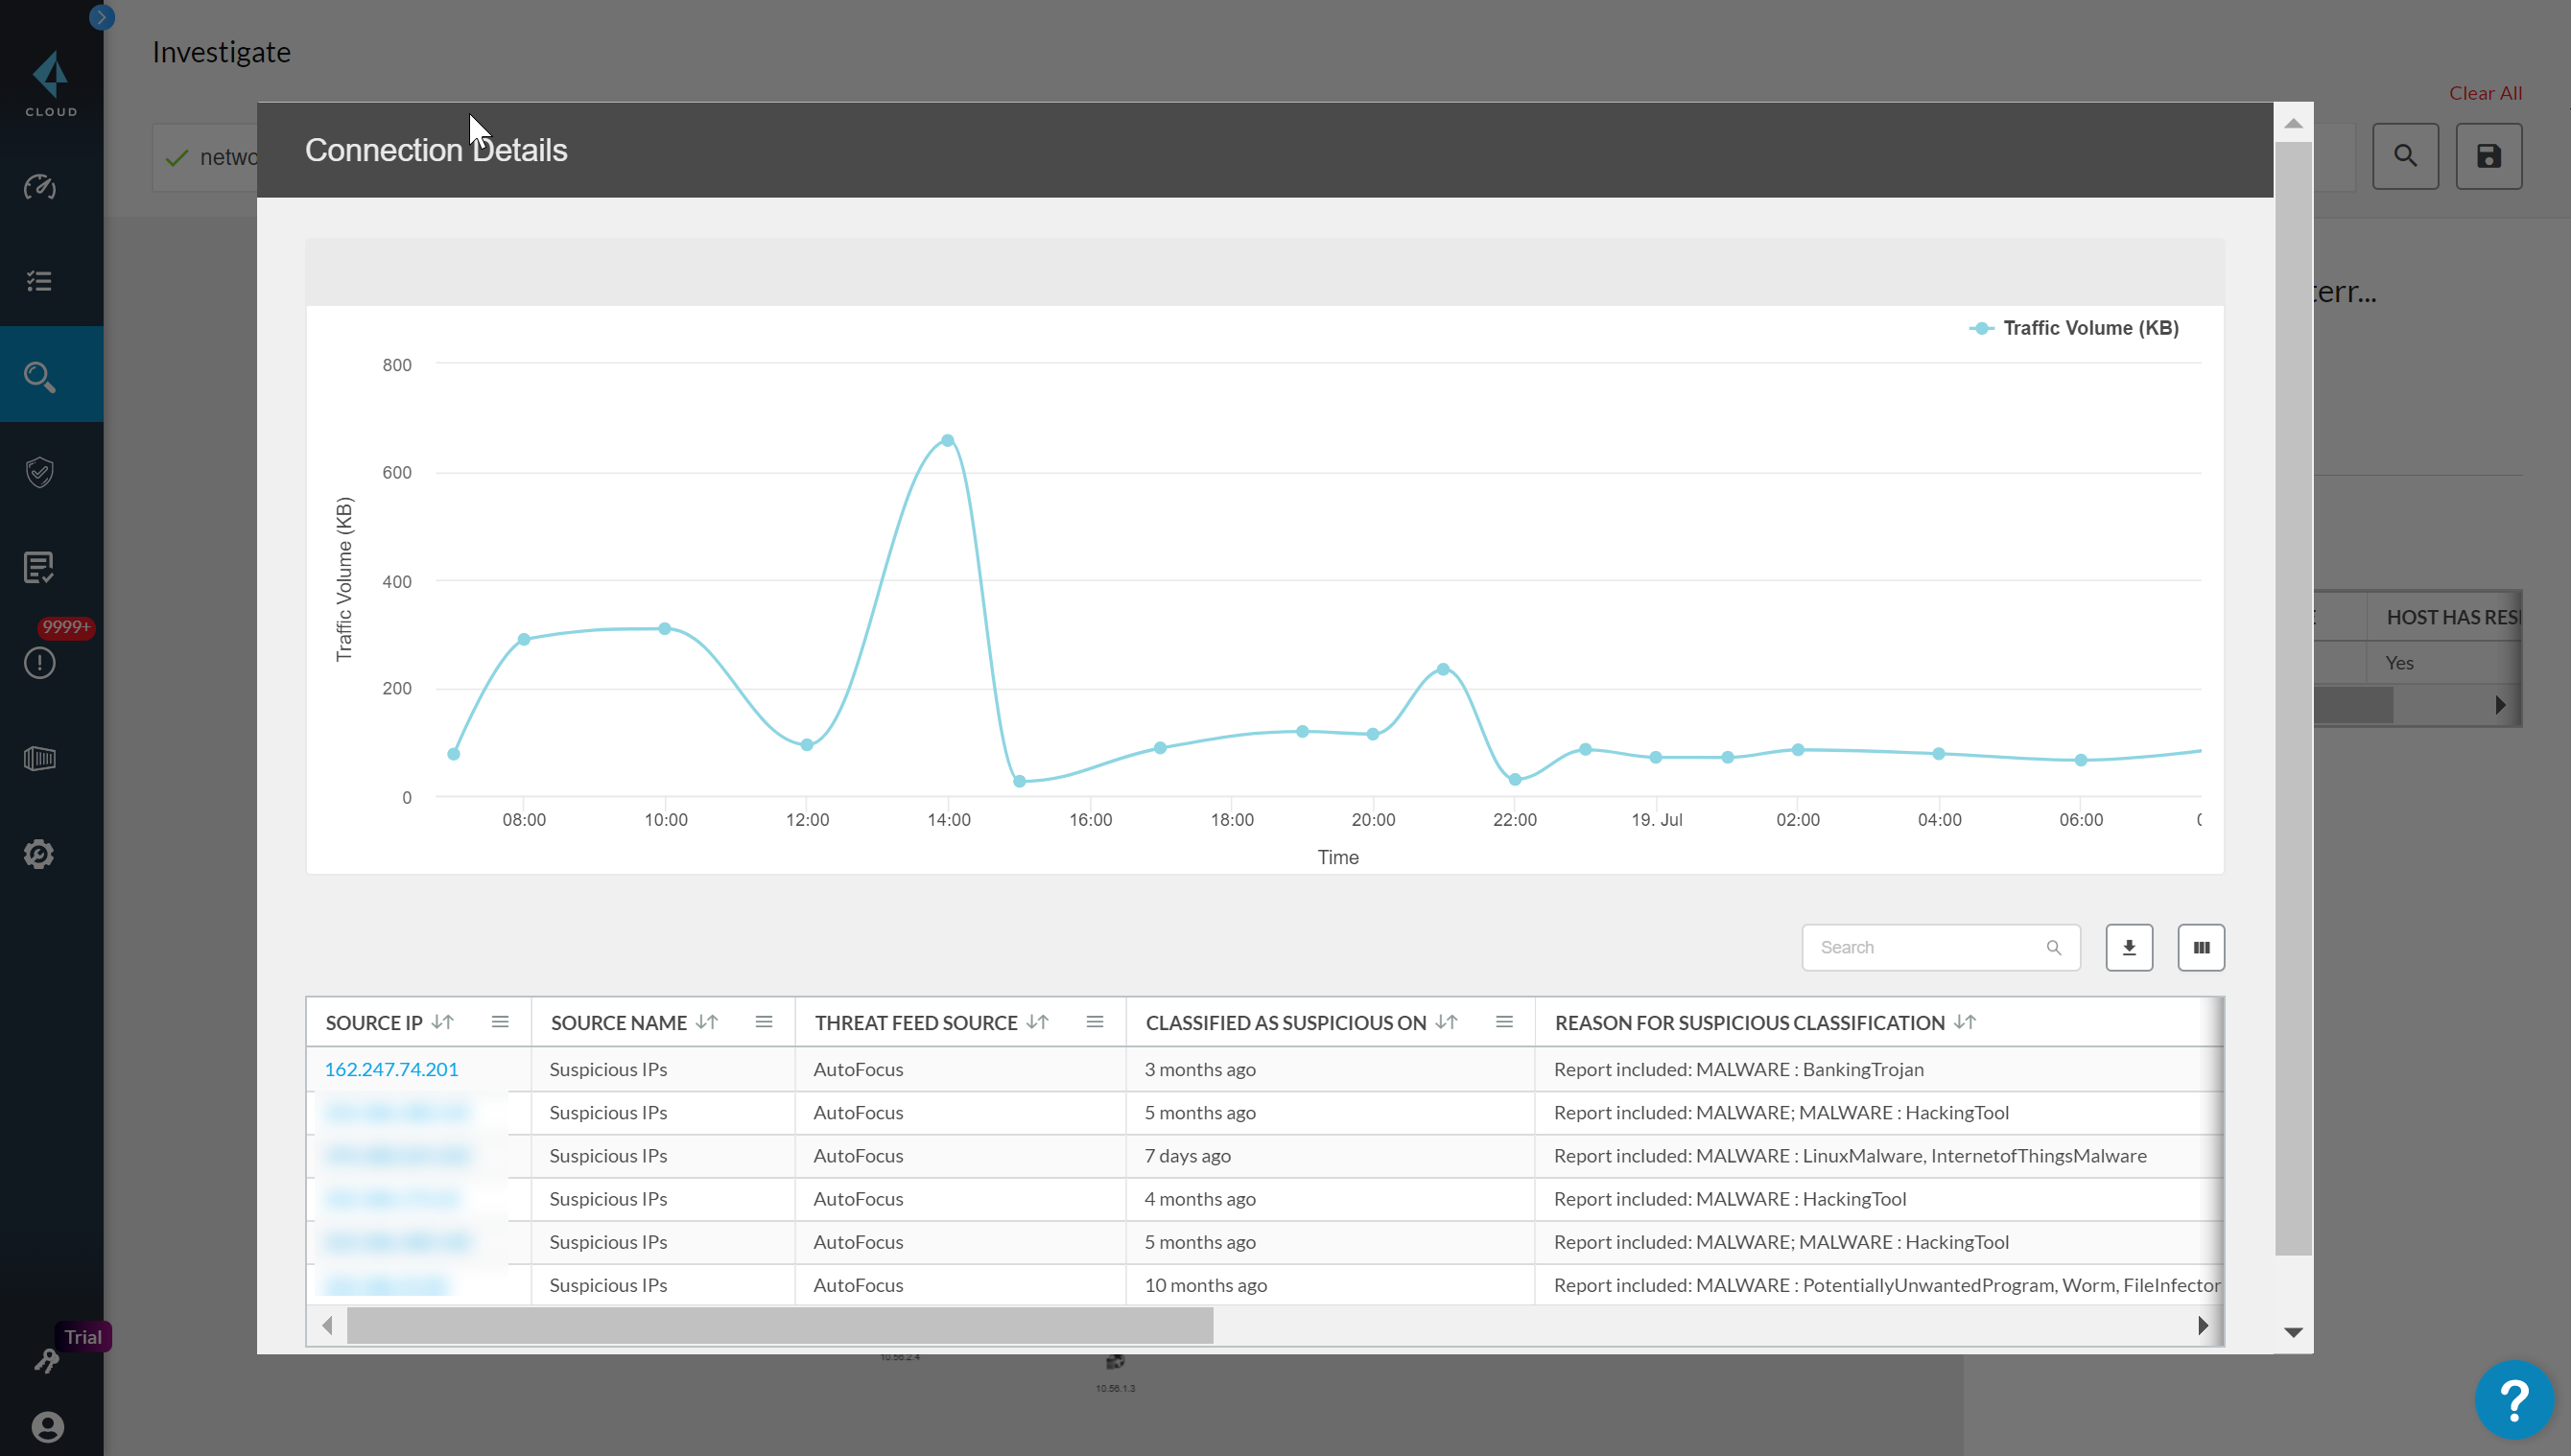 Investigate
CLOUD
Clear All
netwo
Connection Details
terr...
Traffic Volume (KB)
800
600
400
200
0
Traffic Volume (KB)
08:00 10:00 12:00 14:00 16:00 18:00 20:00 22:00 19. Jul 02:00 04:00 06:00
Time
9999+
HOST HAS RES
Yes
Search
SOURCE IP SOURCE NAME THREAT FEED SOURCE CLASSIFIED AS SUSPICIOUS ON REASON FOR SUSPICIOUS CLASSIFICATION
162.247.74.201 Suspicious IPs AutoFocus 3 months ago Report included: MALWARE : BankingTrojan
Suspicious IPs AutoFocus 5 months ago Report included: MALWARE; MALWARE : HackingTool
Suspicious IPs AutoFocus 7 days ago Report included: MALWARE : LinuxMalware, InternetofThingsMalware
Suspicious IPs AutoFocus 4 months ago Report included: MALWARE : HackingTool
Suspicious IPs AutoFocus 5 months ago Report included: MALWARE; MALWARE : HackingTool
Suspicious IPs AutoFocus 10 months ago Report included: MALWARE : PotentiallyUnwantedProgram, Worm, FileInfector
Trial
10.56.2.4
10.56.1.3